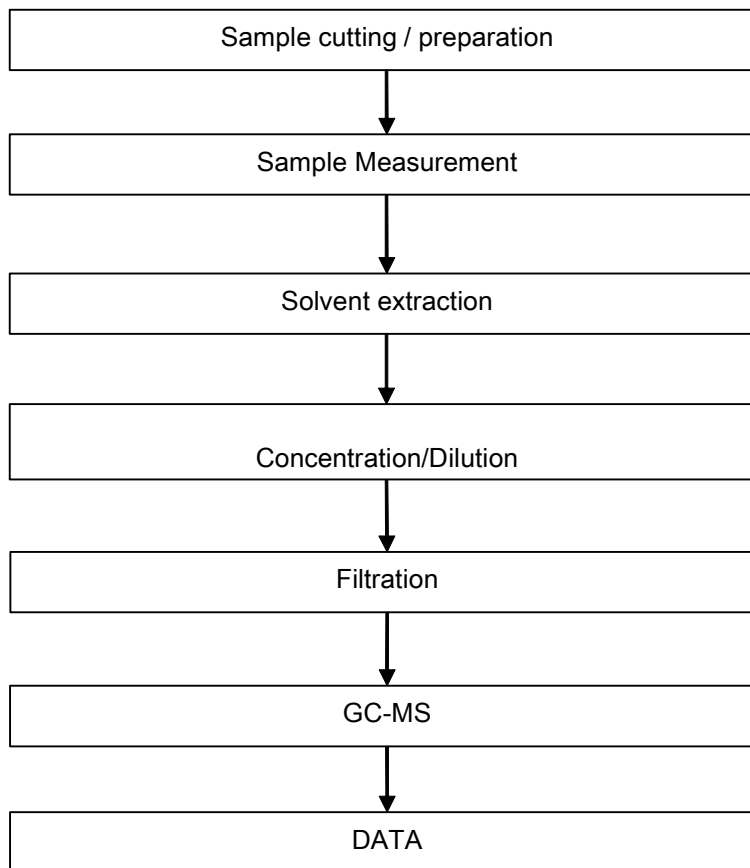 Sample cutting / preparation
Sample Measurement
Solvent extraction
Concentration/Dilution
Filtration
GC-MS
DATA